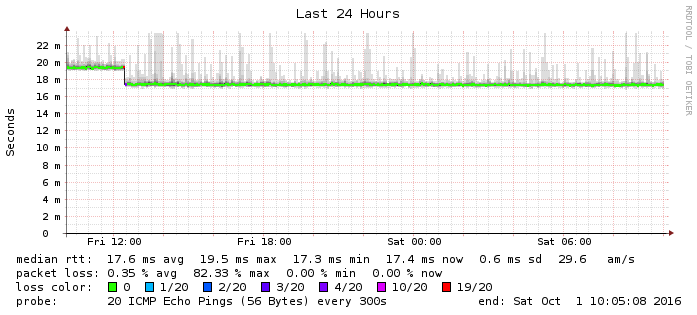 Last 24 Hours
RRDTOOL / TOBI OETIKER
Seconds
22 m
20 m
18 m
16 m
14 m
12 m
10 m
8 m
6 m
4 m
2 m
0
Fri 12:00 Fri 18:00 Sat 00:00 Sat 06:00
median rtt: 17.6 ms avg 19.5 ms max 17.3 ms min 17.4 ms now 0.6 ms sd 29.6 am/s
packet loss: 0.35 % avg 82.33 % max 0.00 % min 0.00 % now
loss color: 0 1/20 2/20 3/20 4/20 10/20 19/20
probe: 20 ICMP Echo Pings (56 Bytes) every 300s end: Sat Oct 1 10:05:08 2016